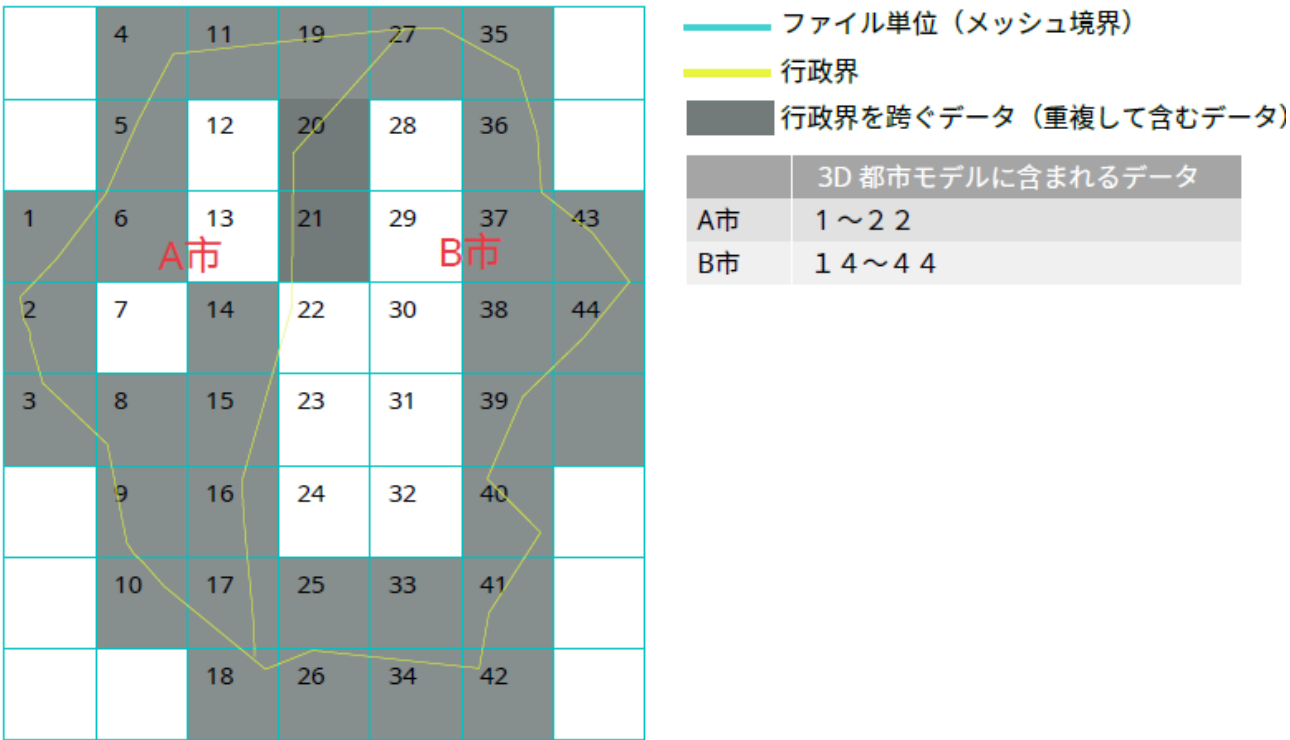 4 11 19 27 35
5 12 20 28 36
1 6 13 21 29 37 43
A市 B市
2 7 14 22 30 38 44
3 8 15 23 31 39
9 16 24 32 40
10 17 25 33 41
18 26 34 42
ファイル単位（メッシュ境界）
行政界
行政界を跨ぐデータ（重複して含むデータ）
3D 都市モデルに含まれるデータ
A市 1～２２
B市 １４～４４